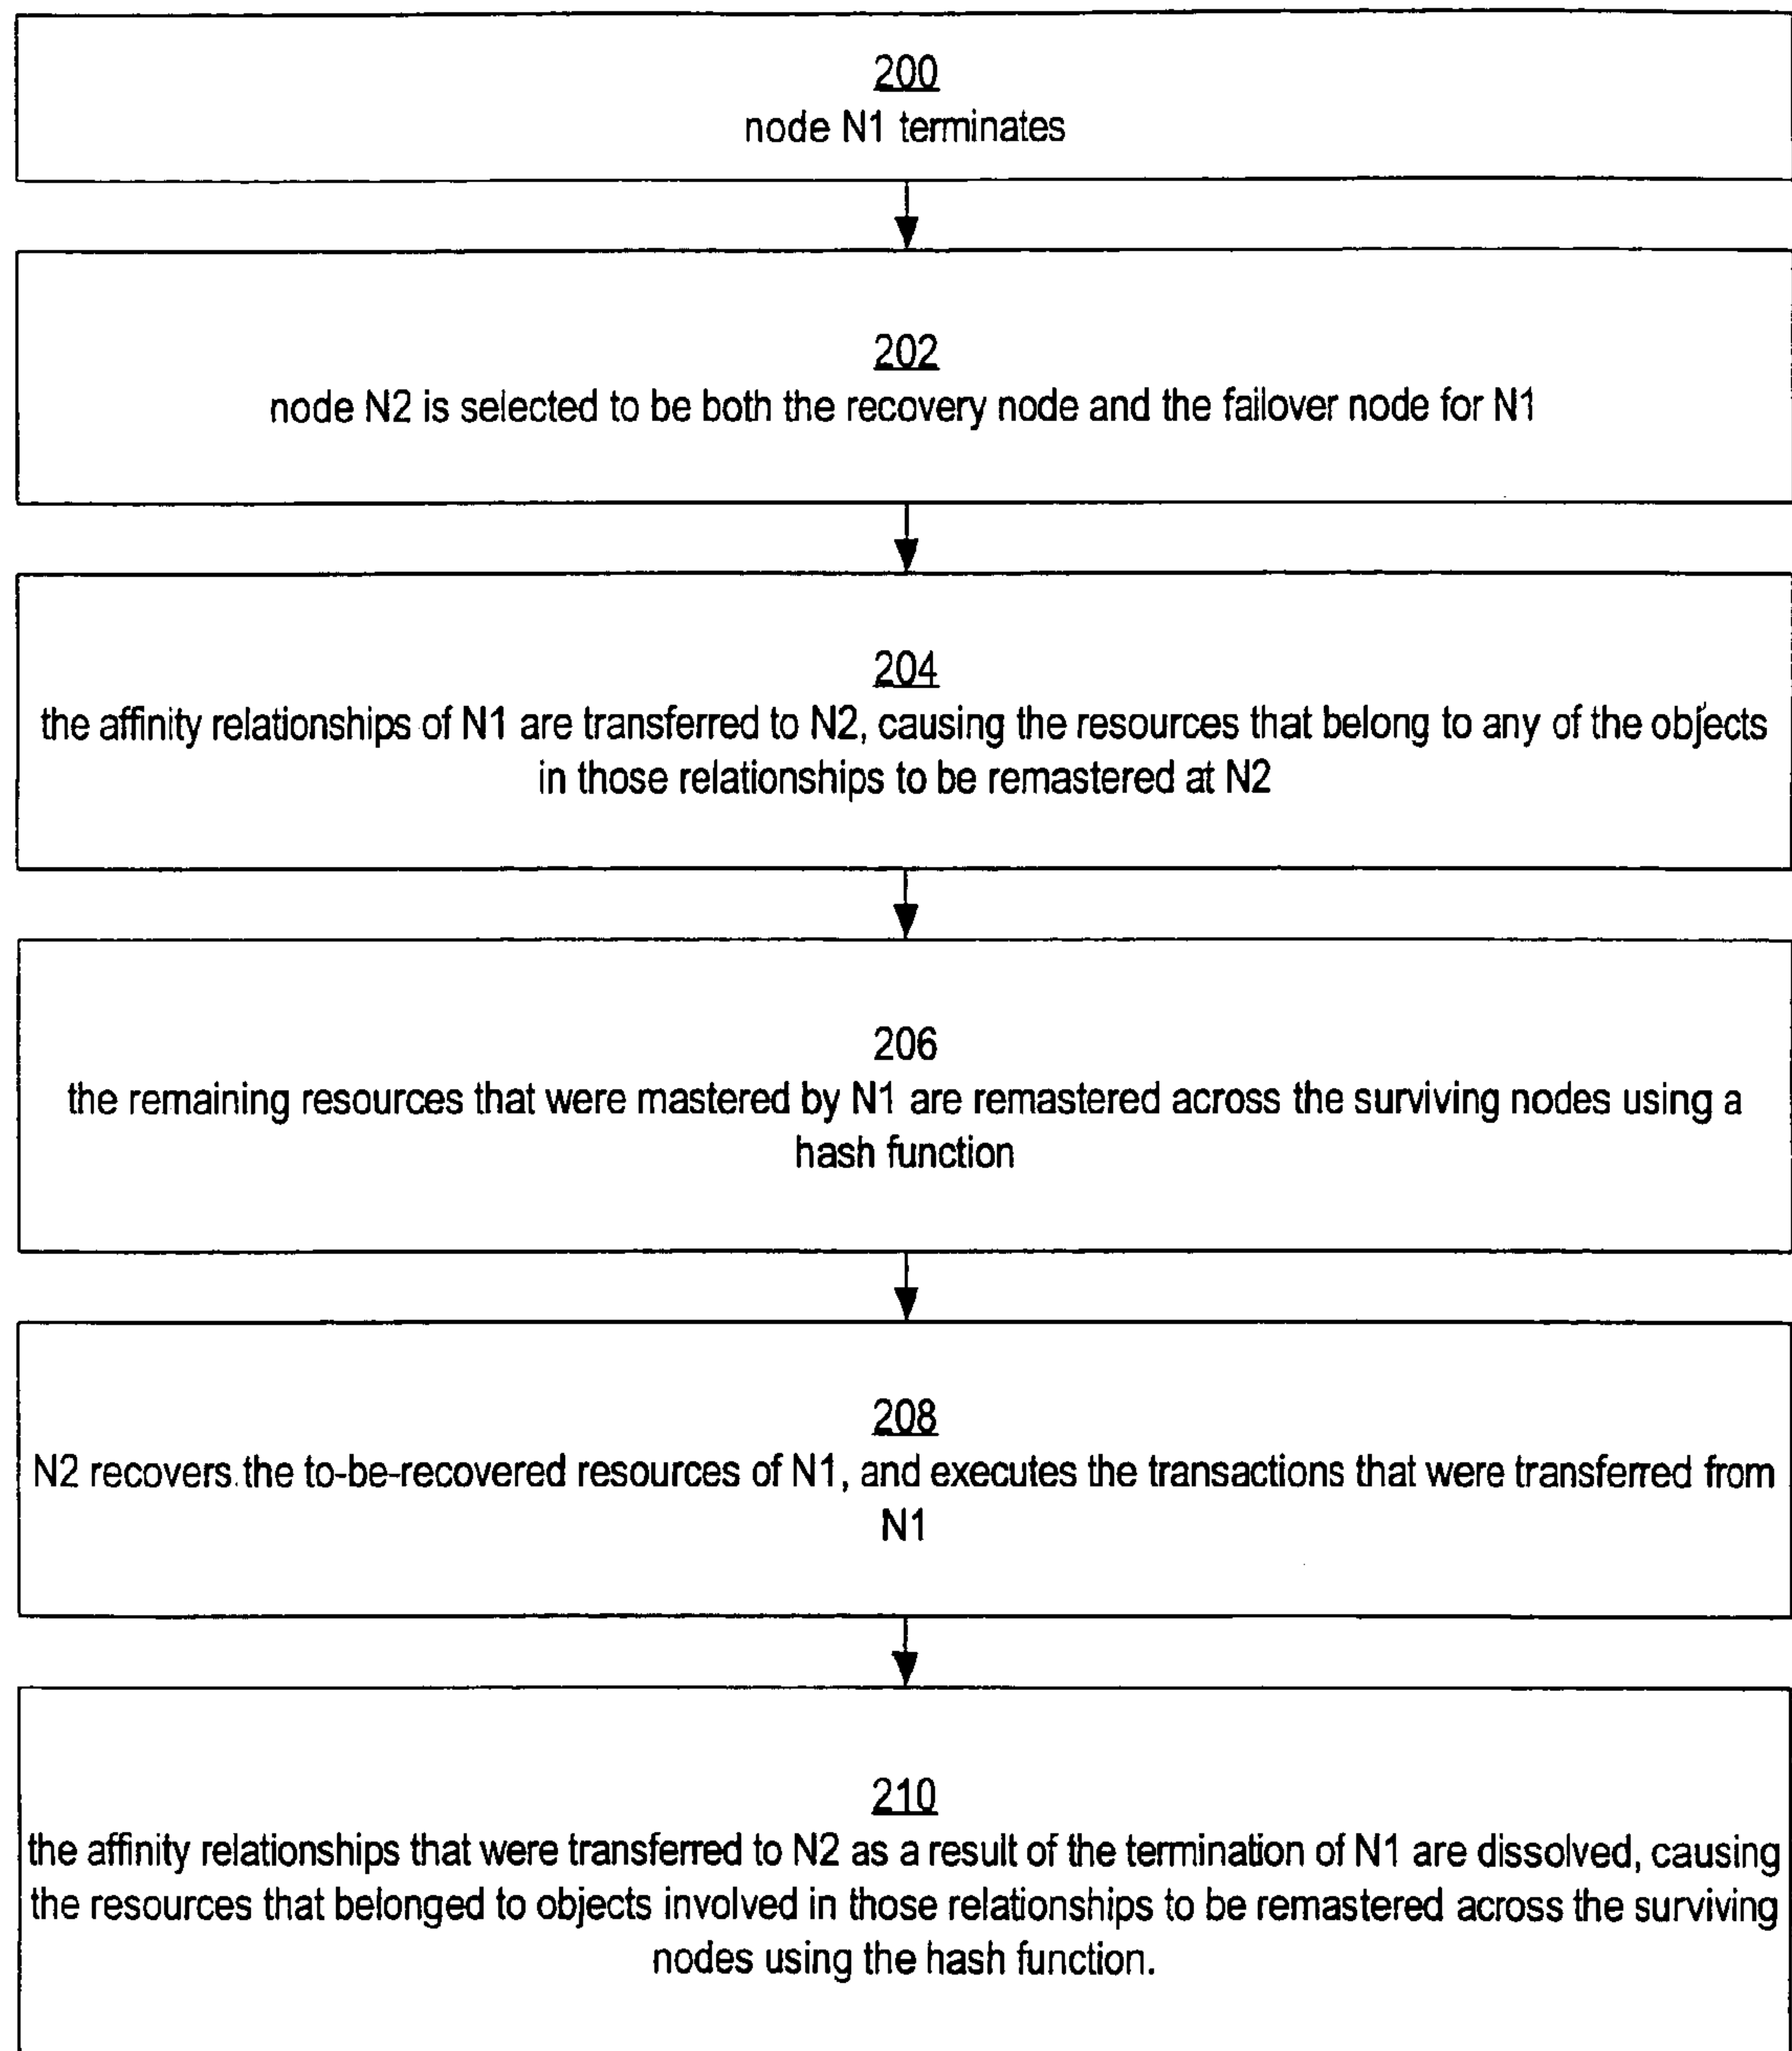 200
node N1 terminates
202
node N2 is selected to be both the recovery node and the failover node for N1
204
the affinity relationships of N1 are transferred to N2, causing the resources that belong to any of the objects
in those relationships to be remastered at N2
206
the remaining resources that were mastered by N1 are remastered across the surviving nodes using a
hash function
208
N2 recovers the to-be-recovered resources of N1, and executes the transactions that were transferred from
N1
210
the affinity relationships that were transferred to N2 as a result of the termination of N1 are dissolved, causing
the resources that belonged to objects involved in those relationships to be remastered across the surviving
nodes using the hash function.